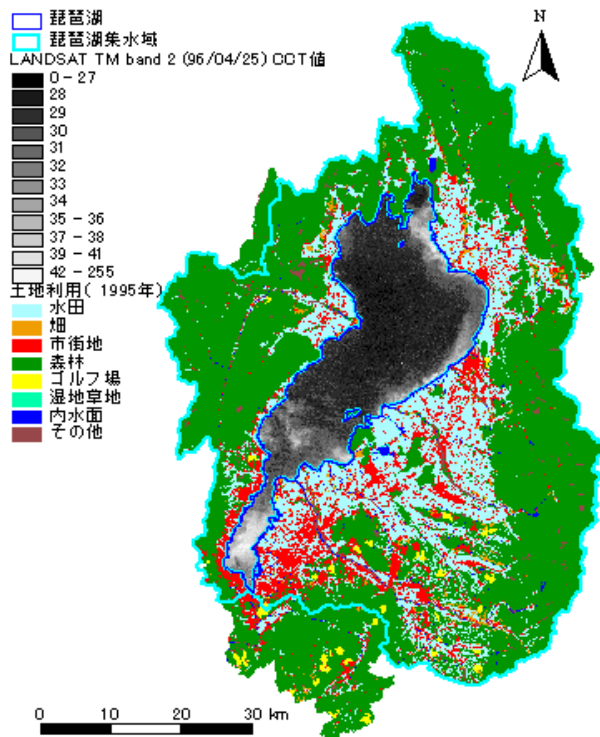 琵琶湖
琵琶湖集水域
LANDSAT TM band 2 (96/04/25) CCT値
0 - 27
28
29
30
31
32
33
34
35 - 36
37 - 38
39 - 41
42 - 255
土地利用( 1995年)
水田
畑
市街地
森林
ゴルフ場
湿地草地
内水面
その他
N
0 10 20 30 km